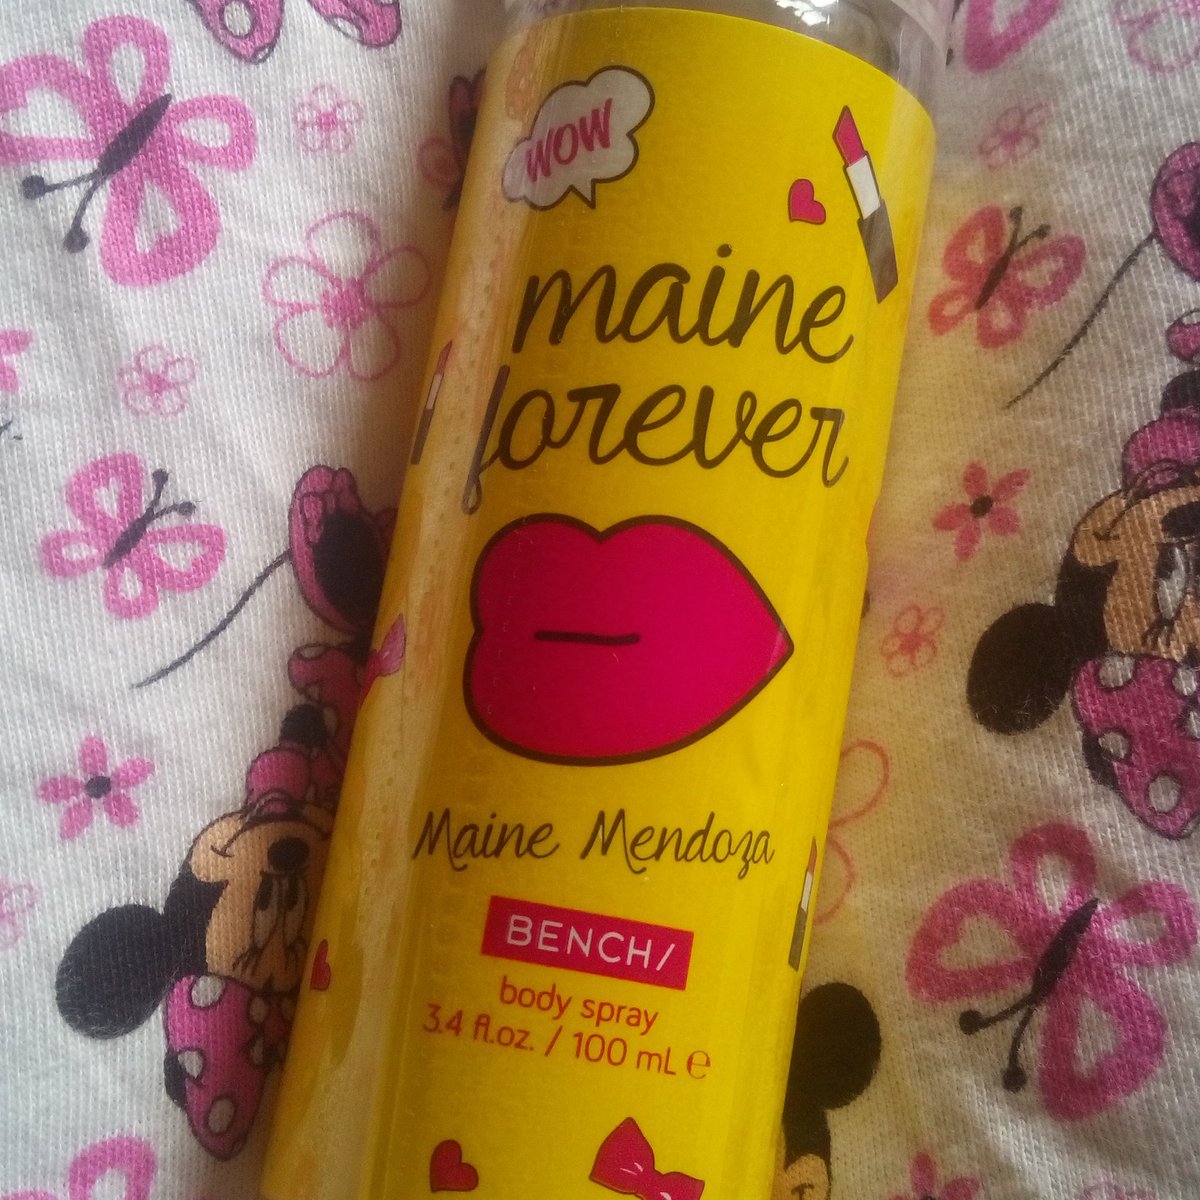 WOW
maine
forever
Maine Mendoza
BENCH/
body spray
3.4 fl.oz. / 100 mL ℮